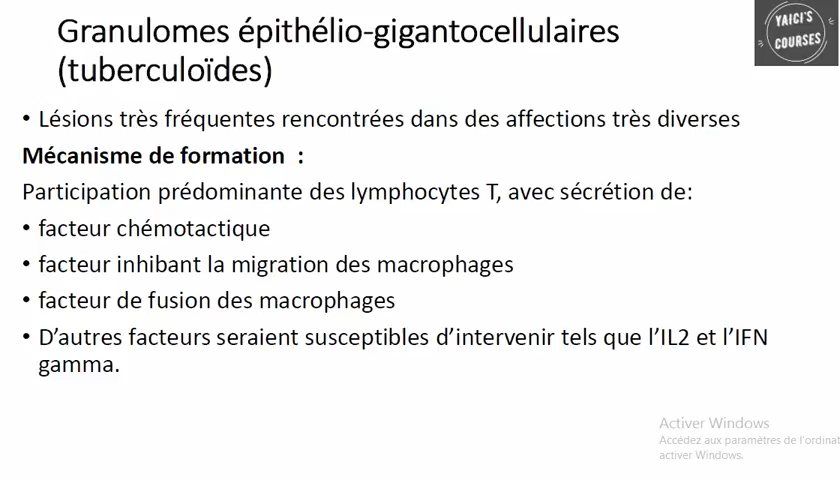 Granulomes épithélio-gigantocellulaires
(tuberculoïdes)
YAICI'S
COURSES
• Lésions très fréquentes rencontrées dans des affections très diverses
Mécanisme de formation :
Participation prédominante des lymphocytes T, avec sécrétion de:
• facteur chémotactique
• facteur inhibant la migration des macrophages
• facteur de fusion des macrophages
• D'autres facteurs seraient susceptibles d'intervenir tels que l'IL2 et l'IFN
gamma.
Activer Windows
Accédez aux paramètres de l'ordinat
activer Windows.